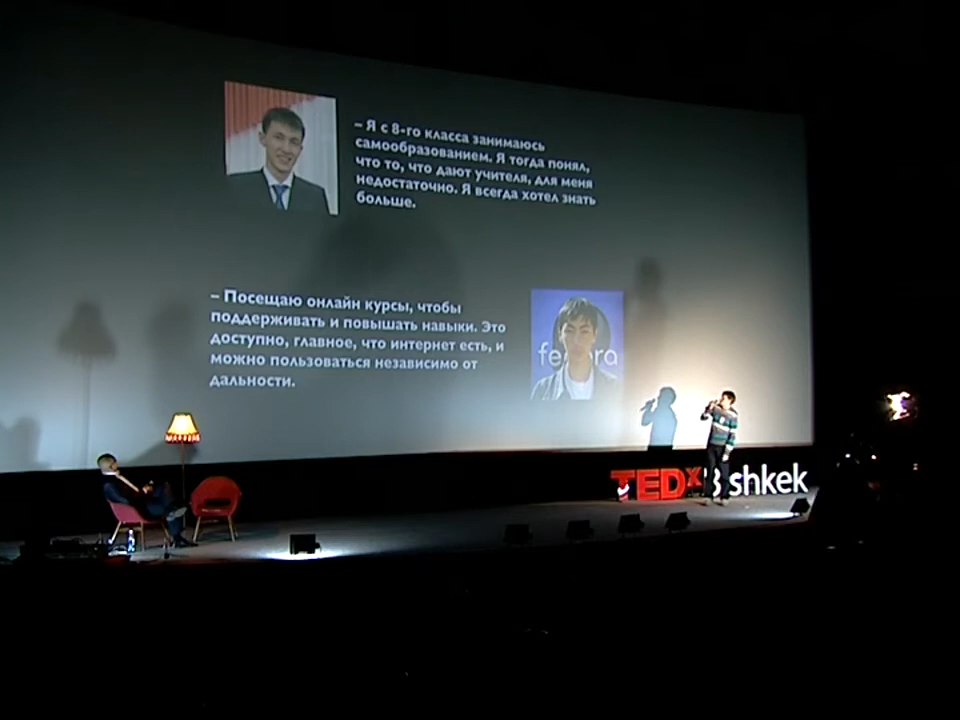 – Я с 8-го класса занимаюсь
самообразованием. Я тогда понял,
что то, что дают учителя, для меня
недостаточно. Я всегда хотел знать
больше.
– Посещаю онлайн курсы, чтобы
поддерживать и повышать навыки. Это
доступно, главное, что интернет есть, и
можно пользоваться независимо от
дальности.
TEDx